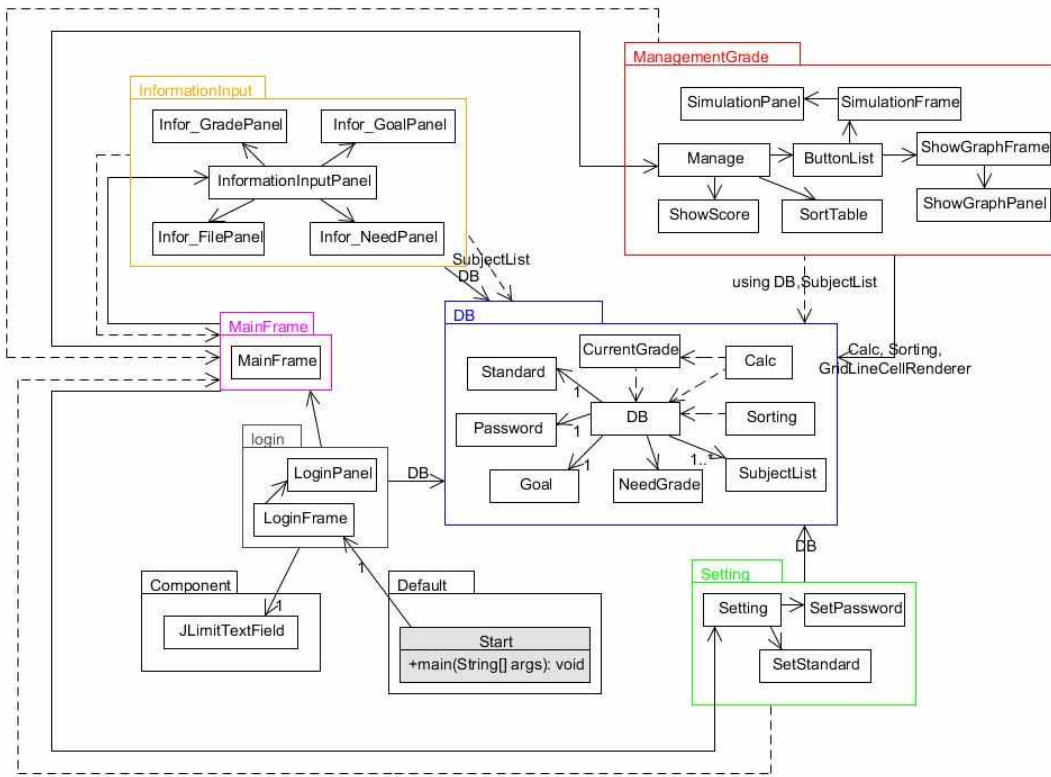 ManagementGrade
SimulationPanel
SimulationFrame
Manage
ButtonList
ShowGraphFrame
ShowGraphPanel
ShowScore
SortTable
InformationInput
Infor_GradePanel
Infor_GoalPanel
InformationInputPanel
Infor_FilePanel
Infor_NeedPanel
SubjectList
DB
using DB,SubjectList
Calc, Sorting,
GridLineCellRenderer
MainFrame
MainFrame
DB
CurrentGrade
Calc
Standard
1
DB
Sorting
Password
1
Goal
1
NeedGrade
1..*
SubjectList
login
LoginPanel
LoginFrame
DB
1
Component
1
JLimitTextField
Default
Start
+main(String[] args): void
DB
Setting
Setting
SetPassword
SetStandard